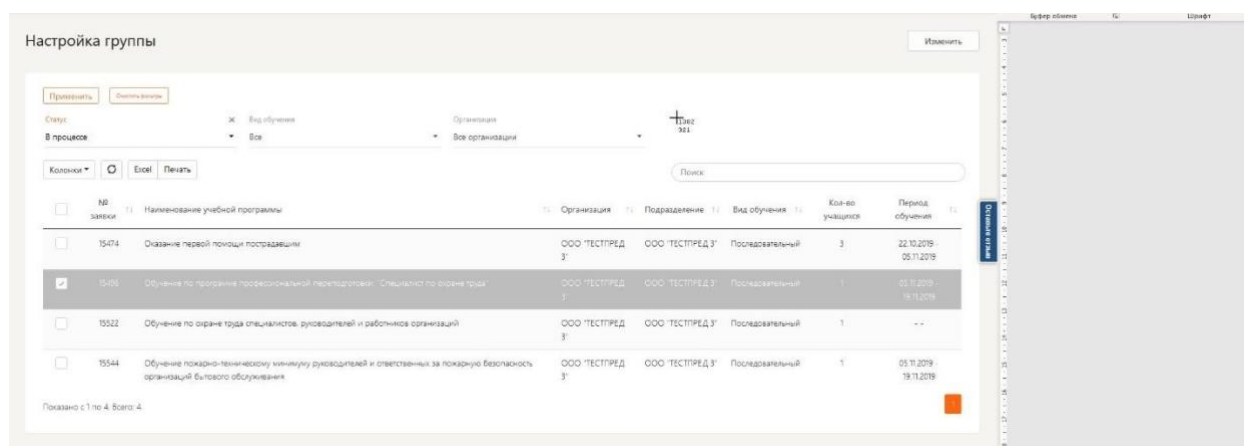 Буфер обмена Шрифт
Настройка группы
Изменить
Применить Очистить фильтры
Статус Вид обучения Организация
В процессе Все Все организации
Колонки Excel Печать Поиск
№ заявки Наименование учебной программы Организация Подразделение Вид обучения Кол-во учащихся Период обучения
15474 Оказание первой помощи пострадавшим ООО "ТЕСТПРЕД 3" ООО "ТЕСТПРЕД 3" Последовательный 3 22.10.2019 - 05.11.2019
Обучение по программе профессиональной переподготовки "Специалист по охране труда" ООО "ТЕСТПРЕД 3" ООО "ТЕСТПРЕД 3" Последовательный 1 05.11.2019 - 19.11.2019
15522 Обучение по охране труда специалистов, руководителей и работников организаций ООО "ТЕСТПРЕД 3" ООО "ТЕСТПРЕД 3" Последовательный 1 - -
15544 Обучение пожарно-техническому минимуму руководителей и ответственных за пожарную безопасность
организаций бытового обслуживания ООО "ТЕСТПРЕД 3" ООО "ТЕСТПРЕД 3" Последовательный 1 05.11.2019 - 19.11.2019
Показано с 1 по 4. Всего: 4.
1
Оставьте отзыв